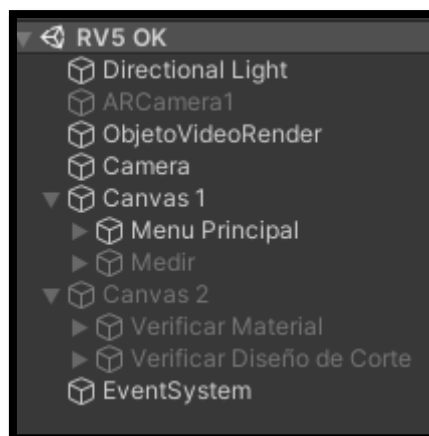 RV5 OK
Directional Light
ARCamera1
ObjetoVideoRender
Camera
Canvas 1
Menu Principal
Medir
Canvas 2
Verificar Material
Verificar Diseño de Corte
EventSystem